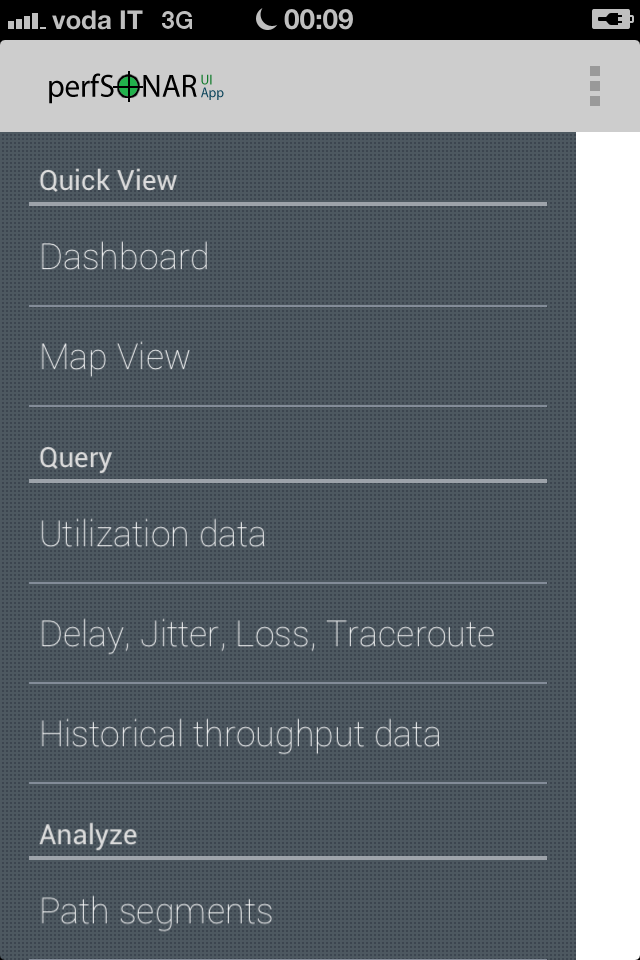 voda IT 3G 00:09
perfSONAR UI App
Quick View
Dashboard
Map View
Query
Utilization data
Delay, Jitter, Loss, Traceroute
Historical throughput data
Analyze
Path segments